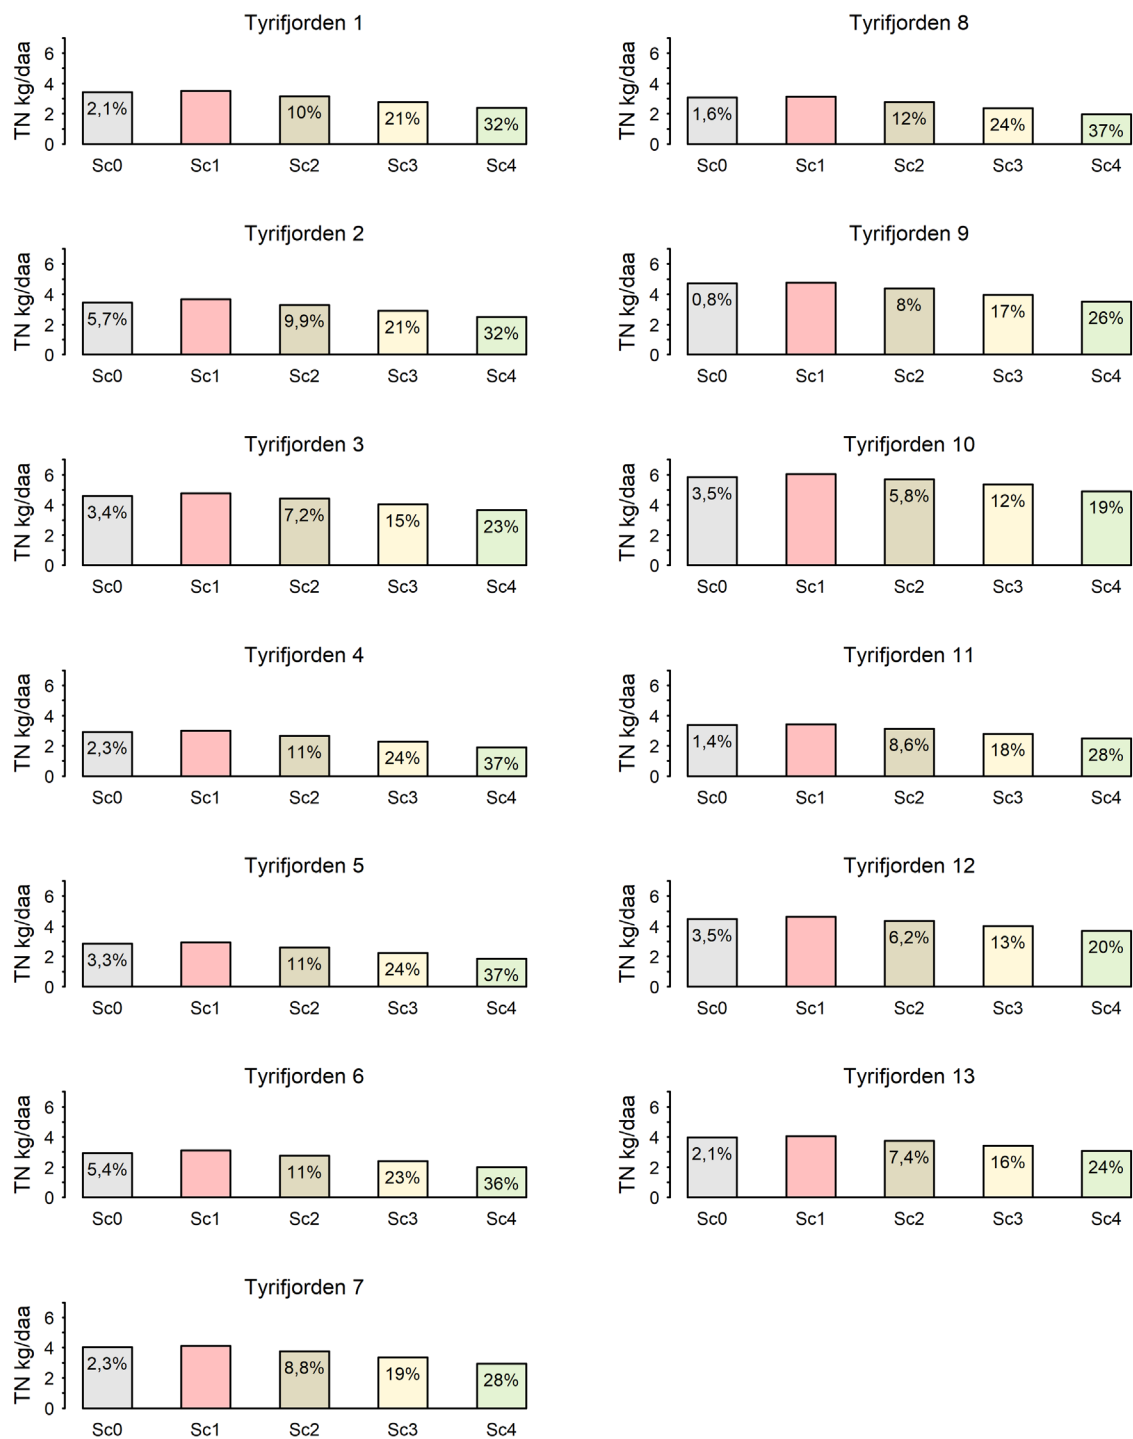 Tyrifjorden 1
TN kg/daa
6
4
2
0
2,1% 10% 21% 32%
Sc0 Sc1 Sc2 Sc3 Sc4
Tyrifjorden 2
TN kg/daa
6
4
2
0
5,7% 9,9% 21% 32%
Sc0 Sc1 Sc2 Sc3 Sc4
Tyrifjorden 3
TN kg/daa
6
4
2
0
3,4% 7,2% 15% 23%
Sc0 Sc1 Sc2 Sc3 Sc4
Tyrifjorden 4
TN kg/daa
6
4
2
0
2,3% 11% 24% 37%
Sc0 Sc1 Sc2 Sc3 Sc4
Tyrifjorden 5
TN kg/daa
6
4
2
0
3,3% 11% 24% 37%
Sc0 Sc1 Sc2 Sc3 Sc4
Tyrifjorden 6
TN kg/daa
6
4
2
0
5,4% 11% 23% 36%
Sc0 Sc1 Sc2 Sc3 Sc4
Tyrifjorden 7
TN kg/daa
6
4
2
0
2,3% 8,8% 19% 28%
Sc0 Sc1 Sc2 Sc3 Sc4
Tyrifjorden 8
TN kg/daa
6
4
2
0
1,6% 12% 24% 37%
Sc0 Sc1 Sc2 Sc3 Sc4
Tyrifjorden 9
TN kg/daa
6
4
2
0
0,8% 8% 17% 26%
Sc0 Sc1 Sc2 Sc3 Sc4
Tyrifjorden 10
TN kg/daa
6
4
2
0
3,5% 5,8% 12% 19%
Sc0 Sc1 Sc2 Sc3 Sc4
Tyrifjorden 11
TN kg/daa
6
4
2
0
1,4% 8,6% 18% 28%
Sc0 Sc1 Sc2 Sc3 Sc4
Tyrifjorden 12
TN kg/daa
6
4
2
0
3,5% 6,2% 13% 20%
Sc0 Sc1 Sc2 Sc3 Sc4
Tyrifjorden 13
TN kg/daa
6
4
2
0
2,1% 7,4% 16% 24%
Sc0 Sc1 Sc2 Sc3 Sc4